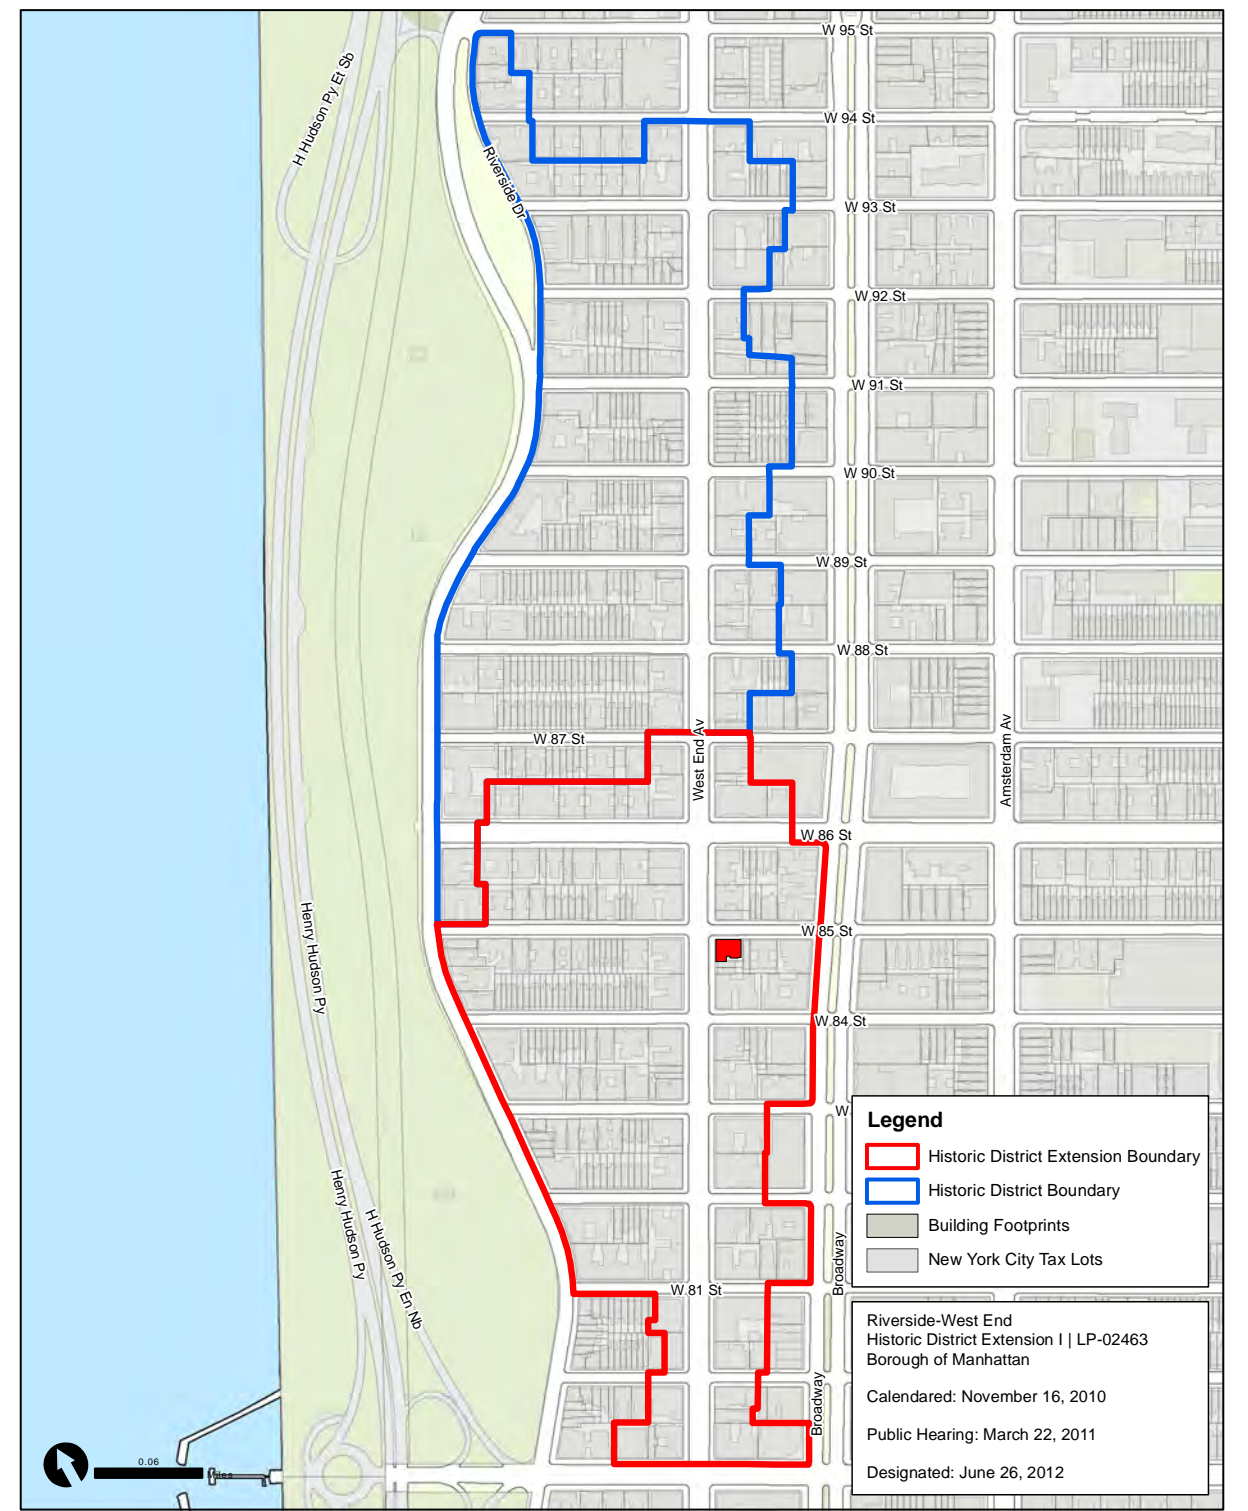 W 95 St
H Hudson Py Et Sb
W 94 St
Riverside Dr
W 93 St
W 92 St
W 91 St
W 90 St
W 89 St
W 88 St
W 87 St
West End Av
Amsterdam Av
W 86 St
W 85 St
Henry Hudson Py
W 84 St
W
Henry Hudson Py
H Hudson Py En Nb
Broadway
W 81 St
Broadway
0.06
Miles
Legend
Historic District Extension Boundary
Historic District Boundary
Building Footprints
New York City Tax Lots
Riverside-West End
Historic District Extension I | LP-02463
Borough of Manhattan
Calendared: November 16, 2010
Public Hearing: March 22, 2011
Designated: June 26, 2012